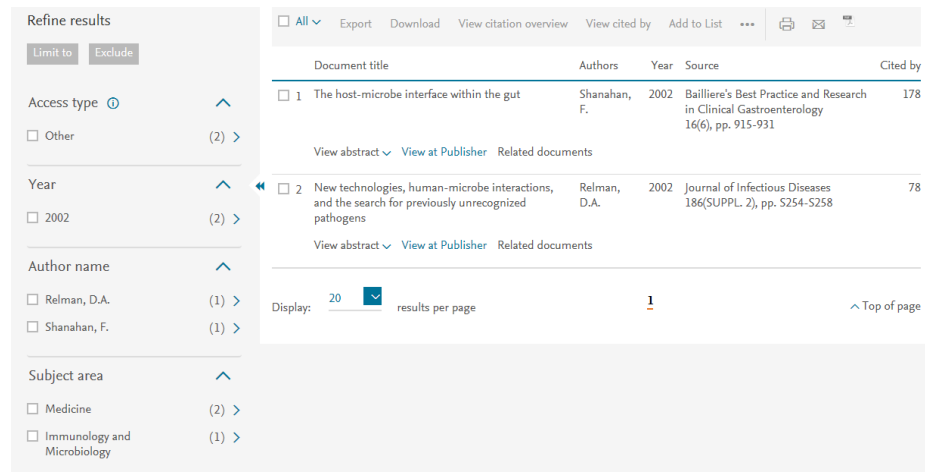 Refine results
Limit to Exclude
Access type
Other (2)
Year
2002 (2)
Author name
Relman, D.A. (1)
Shanahan, F. (1)
Subject area
Medicine (2)
Immunology and (1)
Microbiology
All Export Download View citation overview View cited by Add to List •••
Document title Authors Year Source Cited by
1 The host-microbe interface within the gut Shanahan, 2002 Bailliere's Best Practice and Research 178
F. in Clinical Gastroenterology
16(6), pp. 915-931
View abstract View at Publisher Related documents
2 New technologies, human-microbe interactions, Relman, 2002 Journal of Infectious Diseases 78
and the search for previously unrecognized D.A. 186(SUPPL. 2), pp. S254-S258
pathogens
View abstract View at Publisher Related documents
Display: 20 results per page 1 Top of page